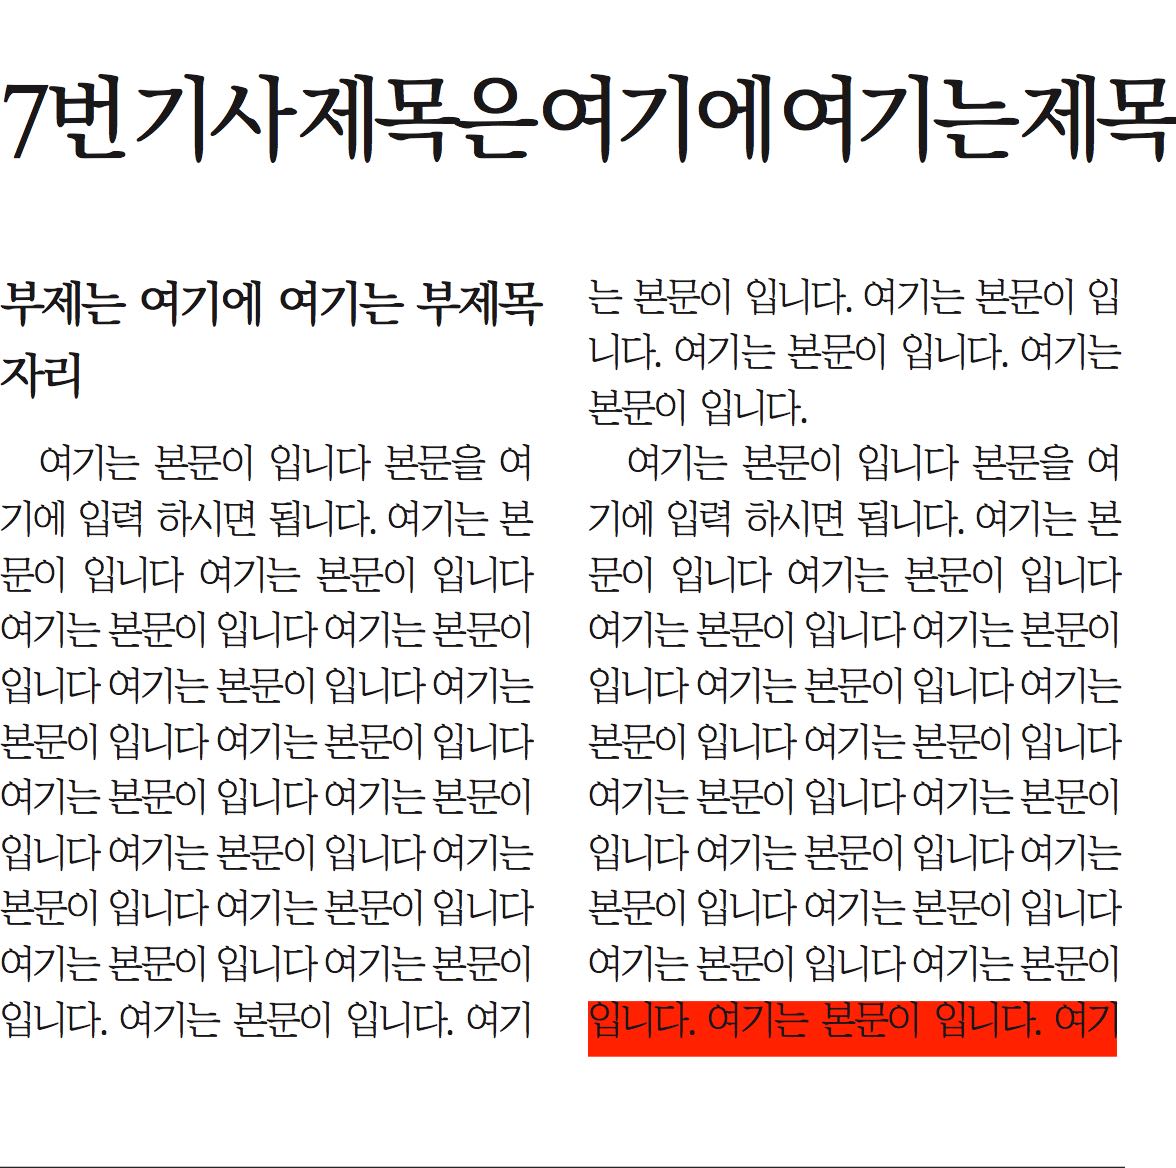 7번 기사 제목은 여기에 여기는 제목
부제는 여기에 여기는 부제목
자리
여기는 본문이 입니다 본문을 여
기에 입력 하시면 됩니다. 여기는 본
문이 입니다 여기는 본문이 입니다
여기는 본문이 입니다 여기는 본문이
입니다 여기는 본문이 입니다 여기는
본문이 입니다 여기는 본문이 입니다
여기는 본문이 입니다 여기는 본문이
입니다 여기는 본문이 입니다 여기는
본문이 입니다 여기는 본문이 입니다
여기는 본문이 입니다 여기는 본문이
입니다. 여기는 본문이 입니다. 여기
는 본문이 입니다. 여기는 본문이 입
니다. 여기는 본문이 입니다. 여기는
본문이 입니다.
여기는 본문이 입니다 본문을 여
기에 입력 하시면 됩니다. 여기는 본
문이 입니다 여기는 본문이 입니다
여기는 본문이 입니다 여기는 본문이
입니다 여기는 본문이 입니다 여기는
본문이 입니다 여기는 본문이 입니다
여기는 본문이 입니다 여기는 본문이
입니다 여기는 본문이 입니다 여기는
본문이 입니다 여기는 본문이 입니다
여기는 본문이 입니다 여기는 본문이
입니다. 여기는 본문이 입니다. 여기